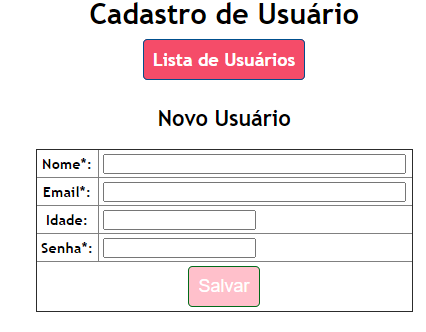 Cadastro de Usuário
Lista de Usuários
Novo Usuário
Nome*:
Email*:
Idade:
Senha*:
Salvar